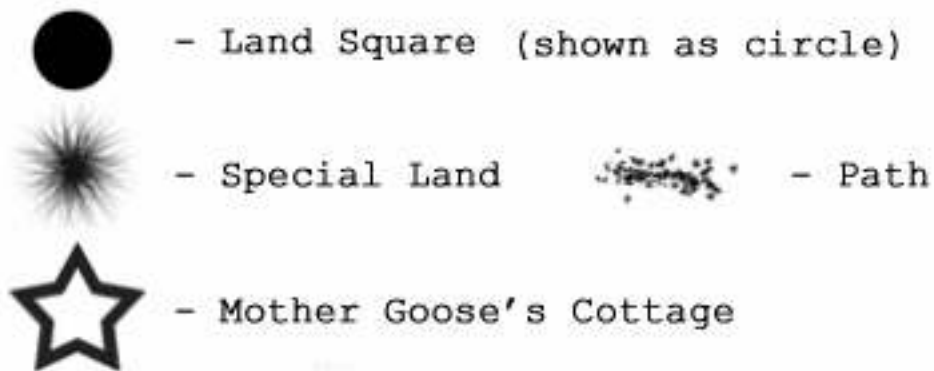 - Land Square (shown as circle)
- Special Land - Path
- Mother Goose's Cottage